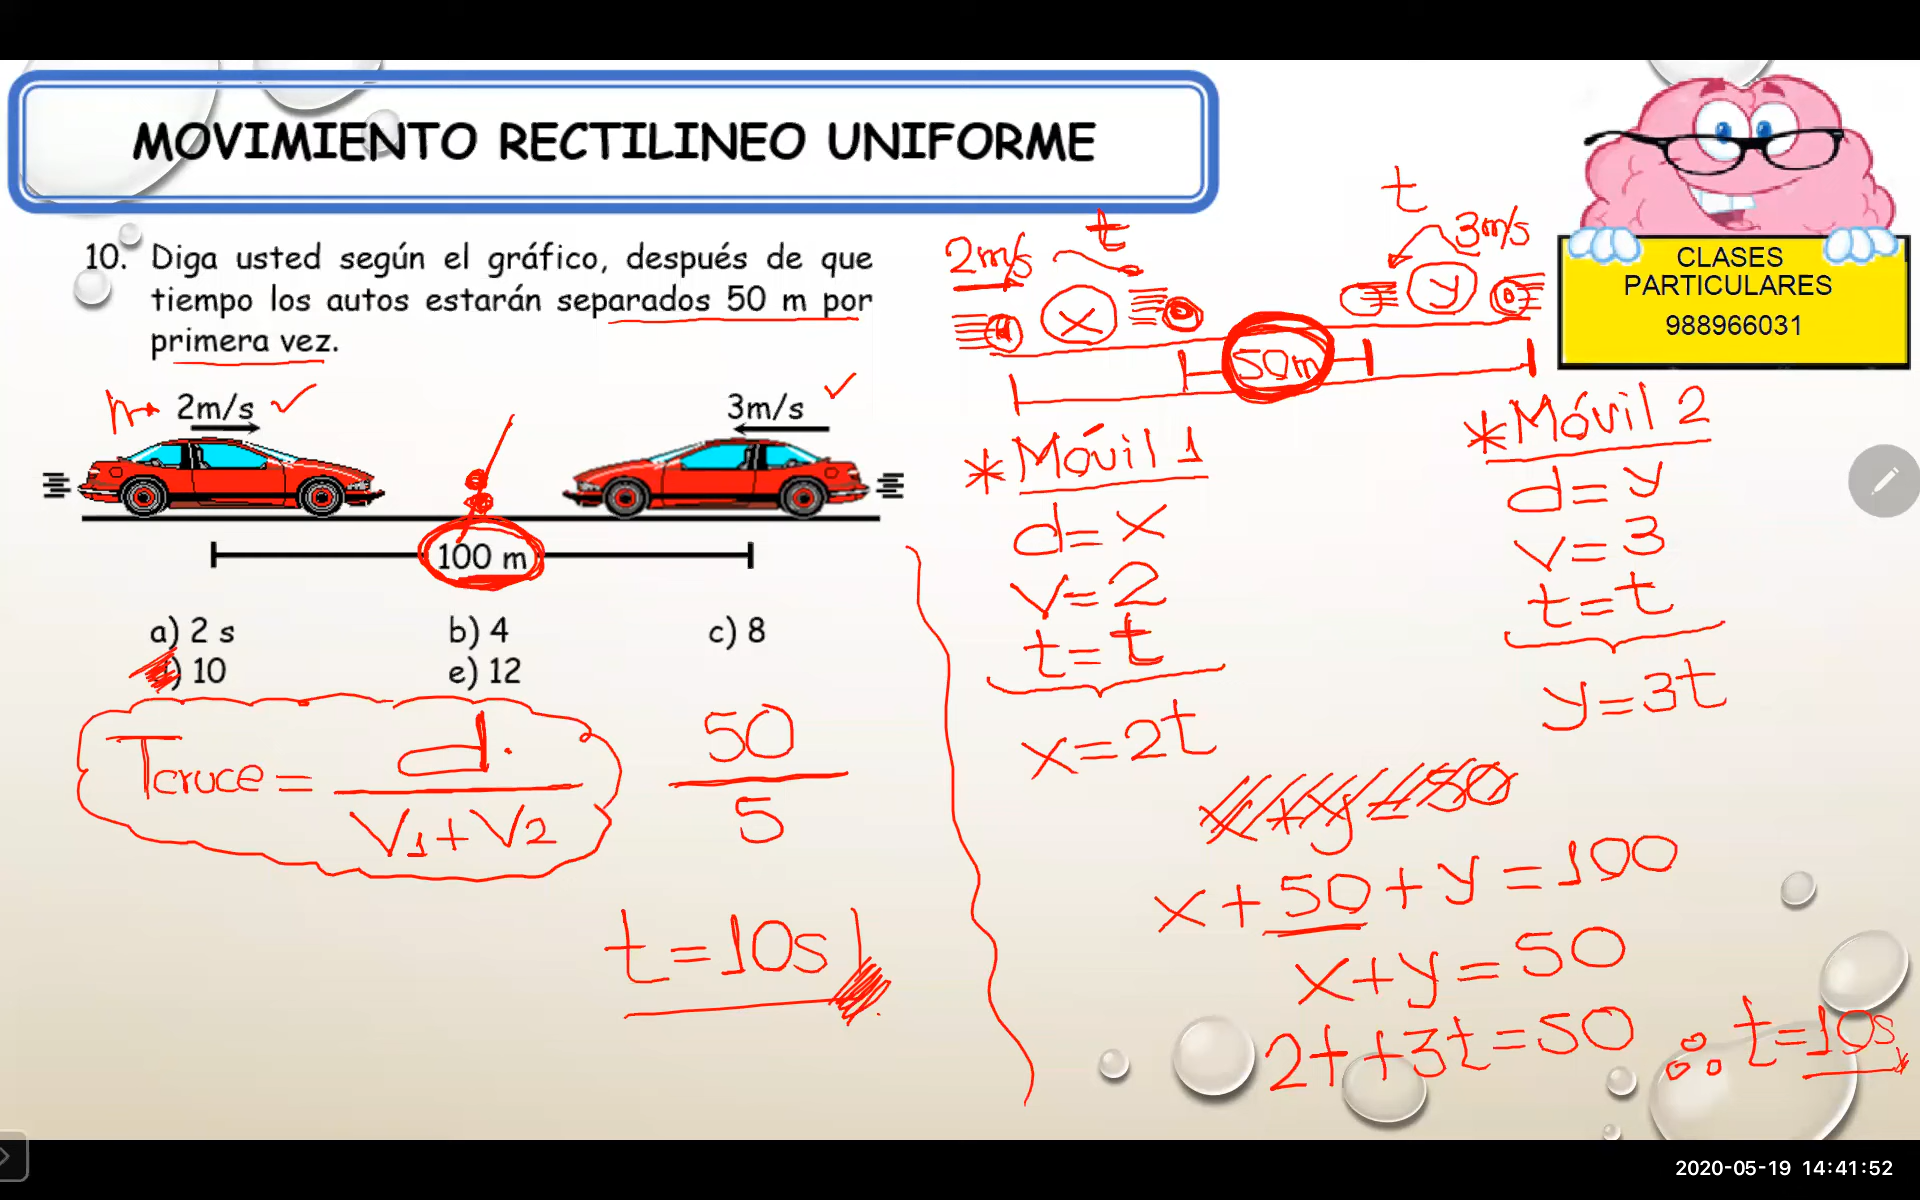 MOVIMIENTO RECTILINEO UNIFORME
10. Diga usted según el gráfico, después de que
tiempo los autos estarán separados 50 m por
primera vez.
2m/s
3m/s
100 m
a) 2 s
b) 4
c) 8
) 10
e) 12
Tcruce = d / V1 + V2
50 / 5
t = 10s
2m/s
t
x
50m
t
3m/s
y
CLASES
PARTICULARES
988966031
* Móvil 1
d = x
v = 2
t = t
x = 2t
* Móvil 2
d = y
v = 3
t = t
y = 3t
x + y = 50
x + 50 + y = 100
x + y = 50
2t + 3t = 50 ∴ t = 10s
2020-05-19 14:41:52